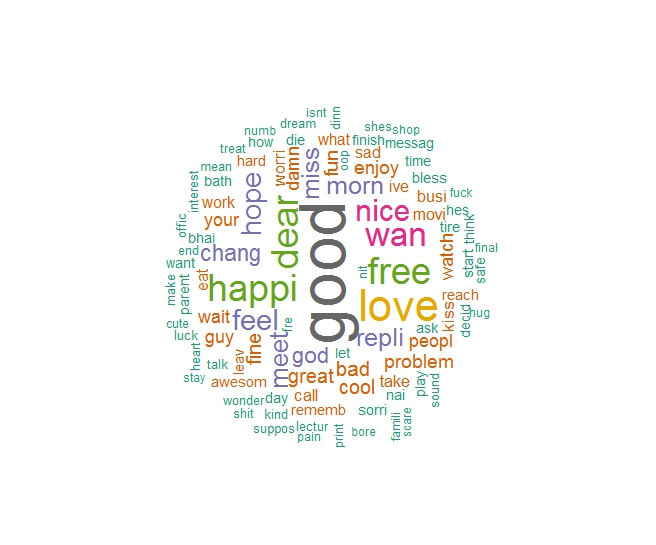 isnt
dinn
dream
shes
shop
numb
how
die
what
finish
messag
treat
hard
worri
damn
miss
fun
oop
sad
enjoy
time
mean
bath
interest
hope
dear
good
morn
ive
bless
busi
fuck
work
your
offic
nice
movi
hes
wan
tire
bhai
end
want
chang
watch
start
think
final
safe
make
parent
eat
happi
nit
free
love
kiss
reach
decid
hug
cute
luck
wait
feel
fre
guy
fine
meet
god
let
repli
ask
peopl
heart
talk
leav
stay
awesom
great
bad
cool
problem
take
nai
play
sound
wonder
day
call
rememb
sorri
shit
kind
suppos
lectur
pain
print
bore
famili
scare